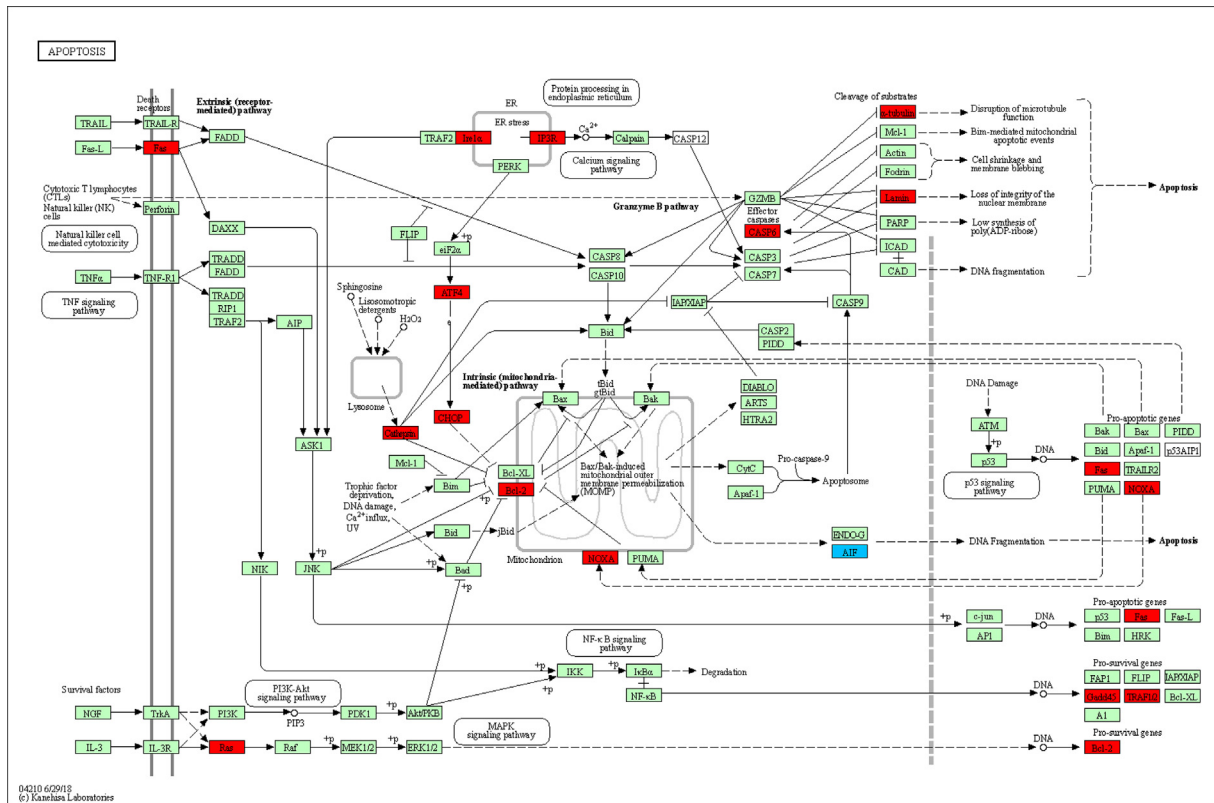 APOPTOSIS
Death receptors
Extrinsic (receptor-mediated) pathway
TRAIL
TRAIL-R
FADD
Fas-L
Fas
Cytotoxic T lymphocytes (CTLs)
Natural killer (NK) cells
Perforin
Natural killer cell mediated cytotoxicity
DAXX
TRADD
FADD
TNFα
TNF-R1
TRADD
RIP1
TRAF2
AIP
TNF signaling pathway
ER
ER stress
TRAF2
Ire1α
IP3R
Ca²⁺
Calpain
CASP12
Protein processing in endoplasmic reticulum
Calcium signaling pathway
PERK
+p
eiF2α
FLIP
ATF4
e
CHOP
Granzyme B pathway
GZMB
Effector caspases
CASP6
CASP3
CASP7
CASP8
CASP10
IAP/XIAP
CASP9
Bid
CASP2
PIDD
Cleavage of substrates
α-tubulin
Disruption of microtubule function
Mcl-1
Bim-mediated mitochondrial apoptotic events
Actin
Fodrin
Cell shrinkage and membrane blebbing
Lamin
Loss of integrity of the nuclear membrane
PARP
Low synthesis of poly(ADP-ribose)
ICAD
CAD
DNA fragmentation
Apoptosis
Sphingosine
Lisosomotropic detergents
H2O2
Lysosome
Cathepsin
Intrinsic (mitochondria-mediated) pathway
tBid
gtBid
Bax
Bak
DIABLO
ARTS
HTRA2
ASK1
Mcl-1
Bim
Bcl-XL
Bcl-2
+p
Bax/Bak-induced mitochondrial outer membrane permeabilization (MOMP)
CytC
Pro-caspase-9
Apaf-1
Apoptosome
Trophic factor deprivation, DNA damage, Ca²⁺ influx, UV
Bid
jBid
Mitochondrion
NOXA
PUMA
ENDO-G
AIF
DNA Fragmentation
Apoptosis
DNA Damage
ATM
+p
p53
DNA
p53 signaling pathway
Pro-apoptotic genes
Bak
Bax
PIDD
Bid
Apaf-1
p53AIP1
Fas
TRAILR2
PUMA
NOXA
NIK
+p
JNK
+p
Bad
+p
+p
c-jun
AP1
DNA
Pro-apoptotic genes
p53
Fas
Fas-L
Bim
HRK
NF-κB signaling pathway
+p
IKK
+p
IκBα
Degradation
+p
NF-κB
DNA
Pro-survival genes
FAP1
FLIP
IAP/XIAP
Gadd45
TRAF1/2
Bcl-XL
A1
Survival factors
PI3K-Akt signaling pathway
NGF
TrkA
PI3K
PIP3
PDK1
+p
Akt/PKB
MAPK signaling pathway
IL-3
IL-3R
Ras
Raf
+p
MEK1/2
+p
ERK1/2
DNA
Pro-survival genes
Bcl-2
04210 6/29/18
(c) Kanehisa Laboratories